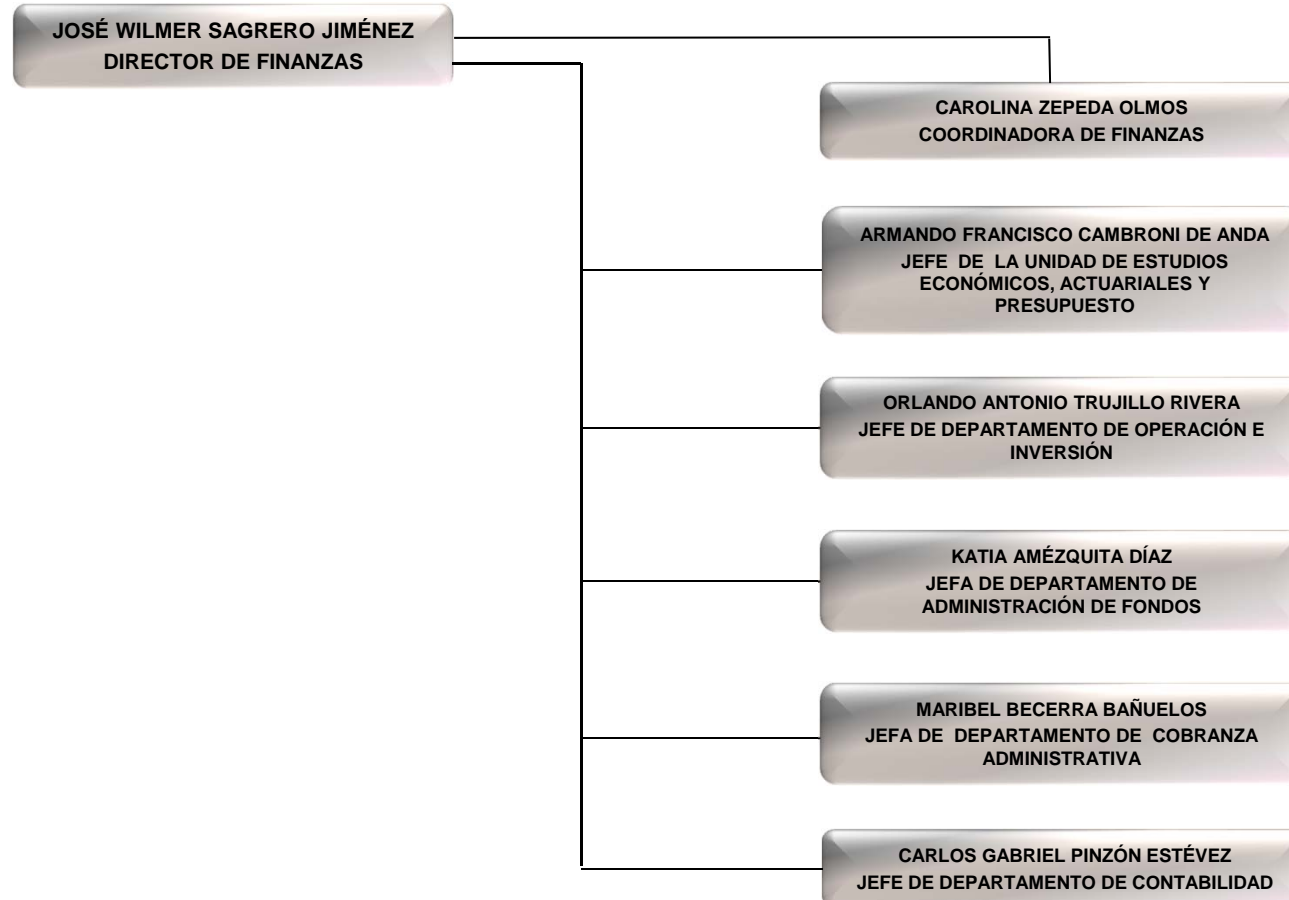 JOSÉ WILMER SAGRERO JIMÉNEZ
DIRECTOR DE FINANZAS
CAROLINA ZEPEDA OLMOS
COORDINADORA DE FINANZAS
ARMANDO FRANCISCO CAMBRONI DE ANDA
JEFE DE LA UNIDAD DE ESTUDIOS
ECONÓMICOS, ACTUARIALES Y
PRESUPUESTO
ORLANDO ANTONIO TRUJILLO RIVERA
JEFE DE DEPARTAMENTO DE OPERACIÓN E
INVERSIÓN
KATIA AMÉZQUITA DÍAZ
JEFA DE DEPARTAMENTO DE
ADMINISTRACIÓN DE FONDOS
MARIBEL BECERRA BAÑUELOS
JEFA DE DEPARTAMENTO DE COBRANZA
ADMINISTRATIVA
CARLOS GABRIEL PINZÓN ESTÉVEZ
JEFE DE DEPARTAMENTO DE CONTABILIDAD